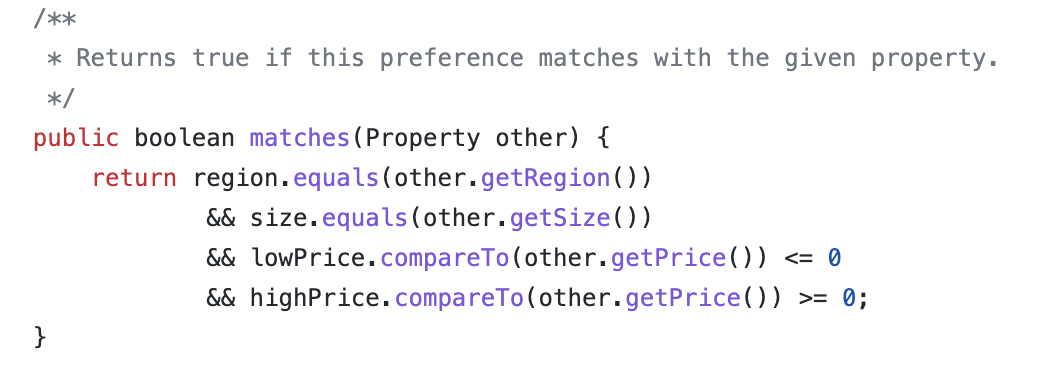 /**
 * Returns true if this preference matches with the given property.
 */
public boolean matches(Property other) {
    return region.equals(other.getRegion())
            && size.equals(other.getSize())
            && lowPrice.compareTo(other.getPrice()) <= 0
            && highPrice.compareTo(other.getPrice()) >= 0;
}